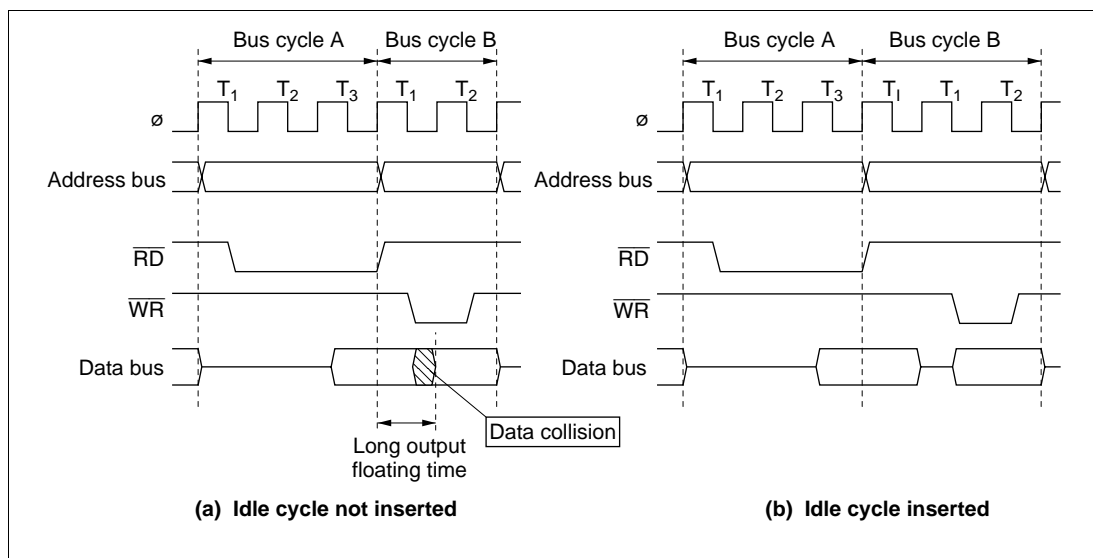 Bus cycle A Bus cycle B
T1 T2 T3 T1 T2
ø
Address bus
RD
WR
Data bus
Data collision
Long output
floating time
(a) Idle cycle not inserted
Bus cycle A Bus cycle B
T1 T2 T3 TI T1 T2
ø
Address bus
RD
WR
Data bus
(b) Idle cycle inserted